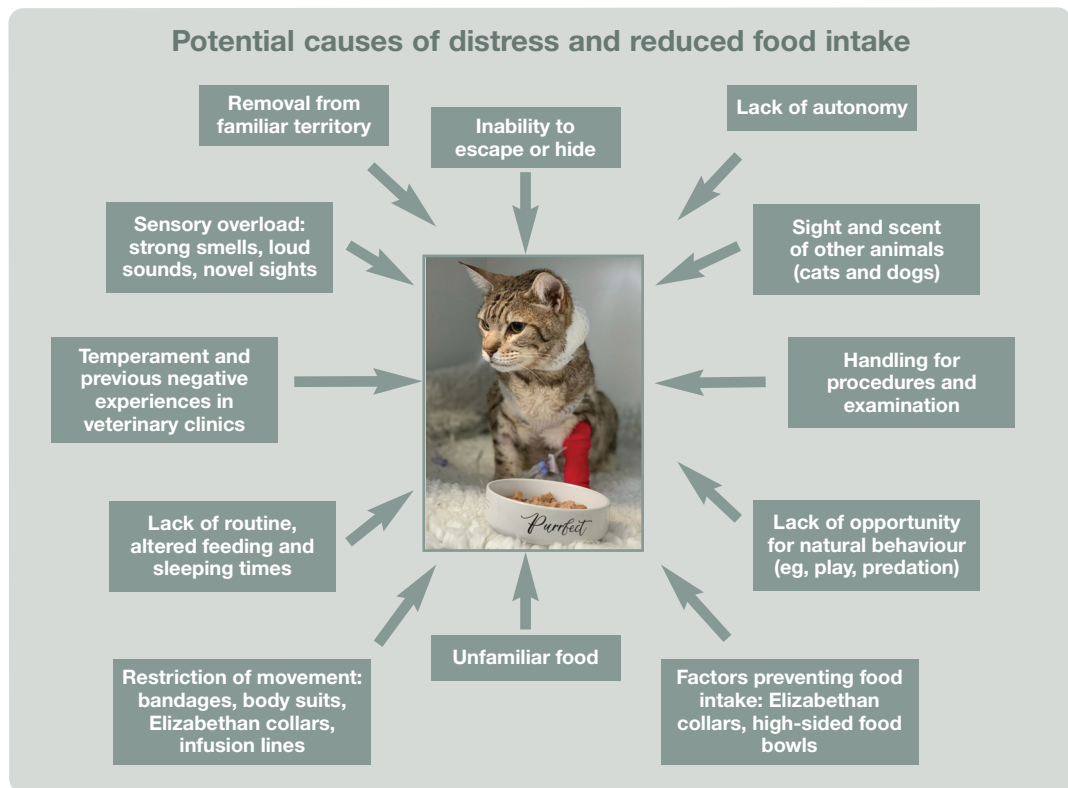 Potential causes of distress and reduced food intake
Removal from
familiar territory
Inability to
escape or hide
Lack of autonomy
Sensory overload:
strong smells, loud
sounds, novel sights
Sight and scent
of other animals
(cats and dogs)
Temperament and
previous negative
experiences in
veterinary clinics
Handling for
procedures and
examination
Purrfect
Lack of routine,
altered feeding and
sleeping times
Lack of opportunity
for natural behaviour
(eg, play, predation)
Restriction of movement:
bandages, body suits,
Elizabethan collars,
infusion lines
Unfamiliar food
Factors preventing food
intake: Elizabethan
collars, high-sided food
bowls